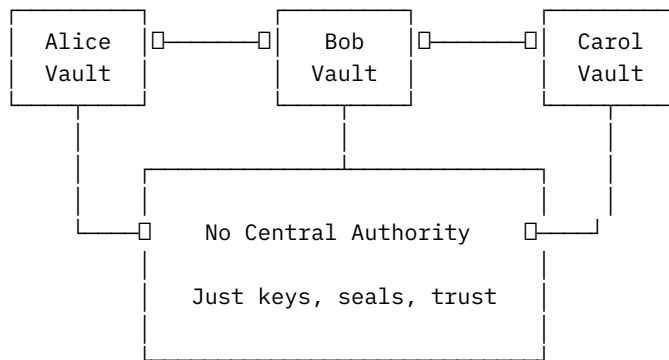 Alice Bob Carol
Vault Vault Vault
No Central Authority
Just keys, seals, trust